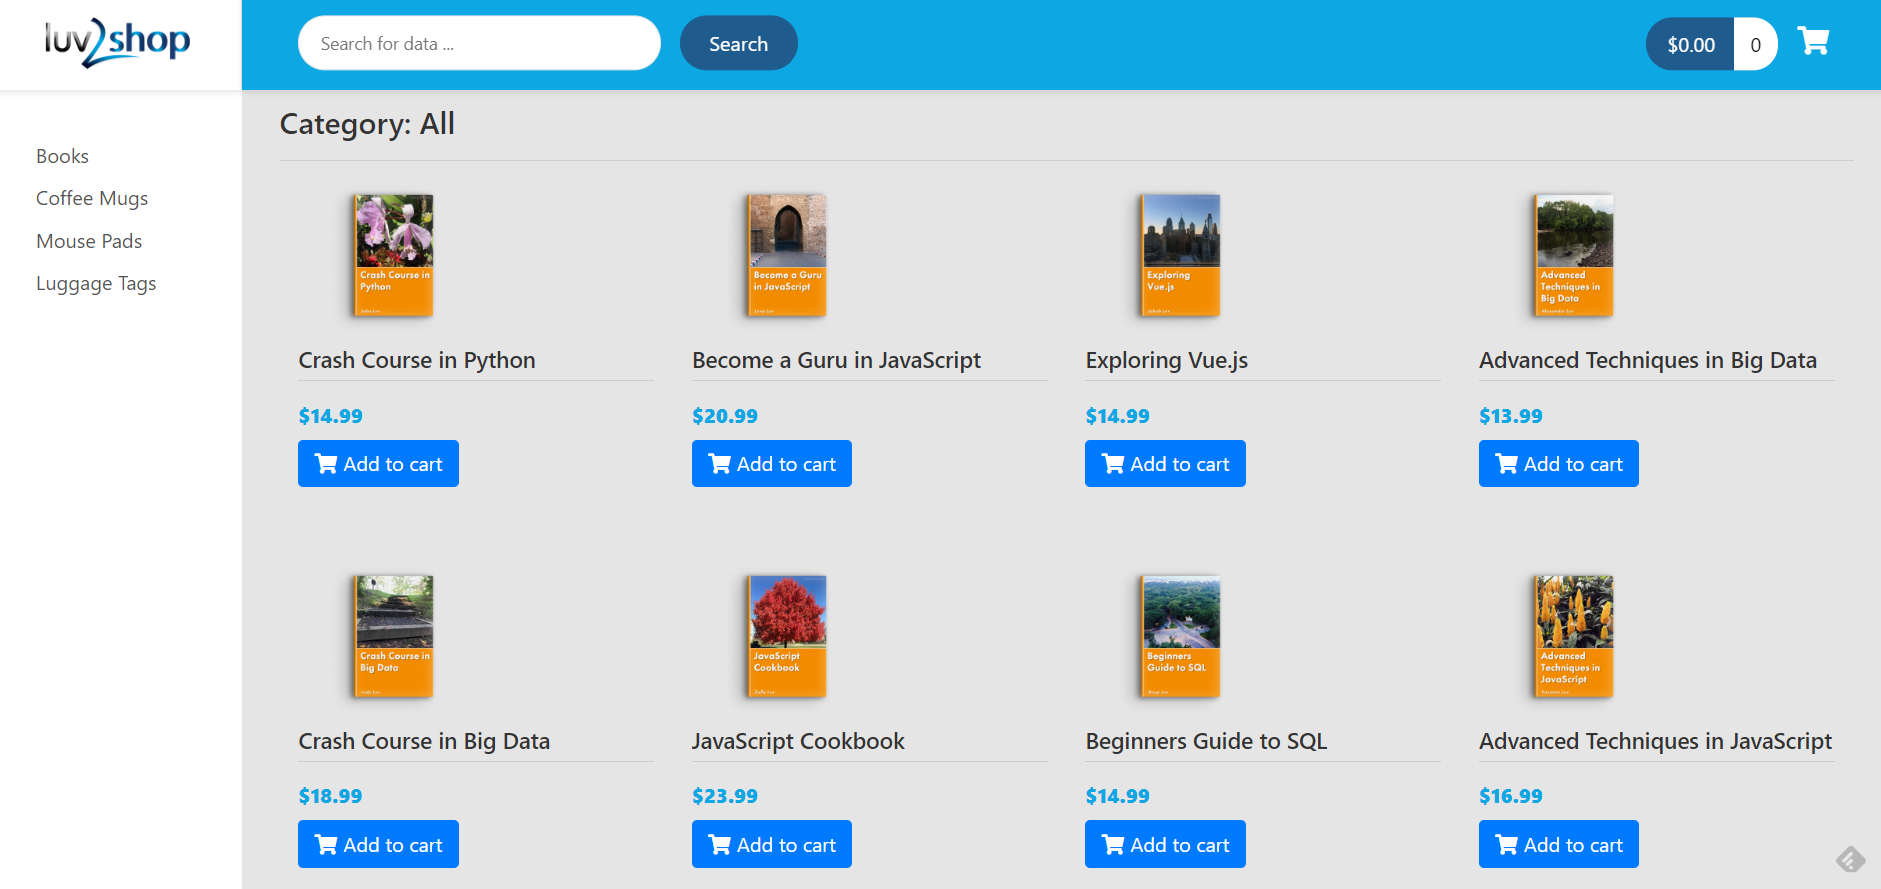 luv2shop
Search for data ...
Search
$0.00
0
Category: All
Books
Coffee Mugs
Mouse Pads
Luggage Tags
Crash Course in
Python
Become a Guru
in JavaScript
Exploring
Vue.js
Advanced
Techniques in
Big Data
Crash Course in Python
Become a Guru in JavaScript
Exploring Vue.js
Advanced Techniques in Big Data
$14.99
$20.99
$14.99
$13.99
Add to cart
Add to cart
Add to cart
Add to cart
Crash Course in
Big Data
JavaScript
Cookbook
Beginners
Guide to SQL
Advanced
Techniques in
JavaScript
Crash Course in Big Data
JavaScript Cookbook
Beginners Guide to SQL
Advanced Techniques in JavaScript
$18.99
$23.99
$14.99
$16.99
Add to cart
Add to cart
Add to cart
Add to cart